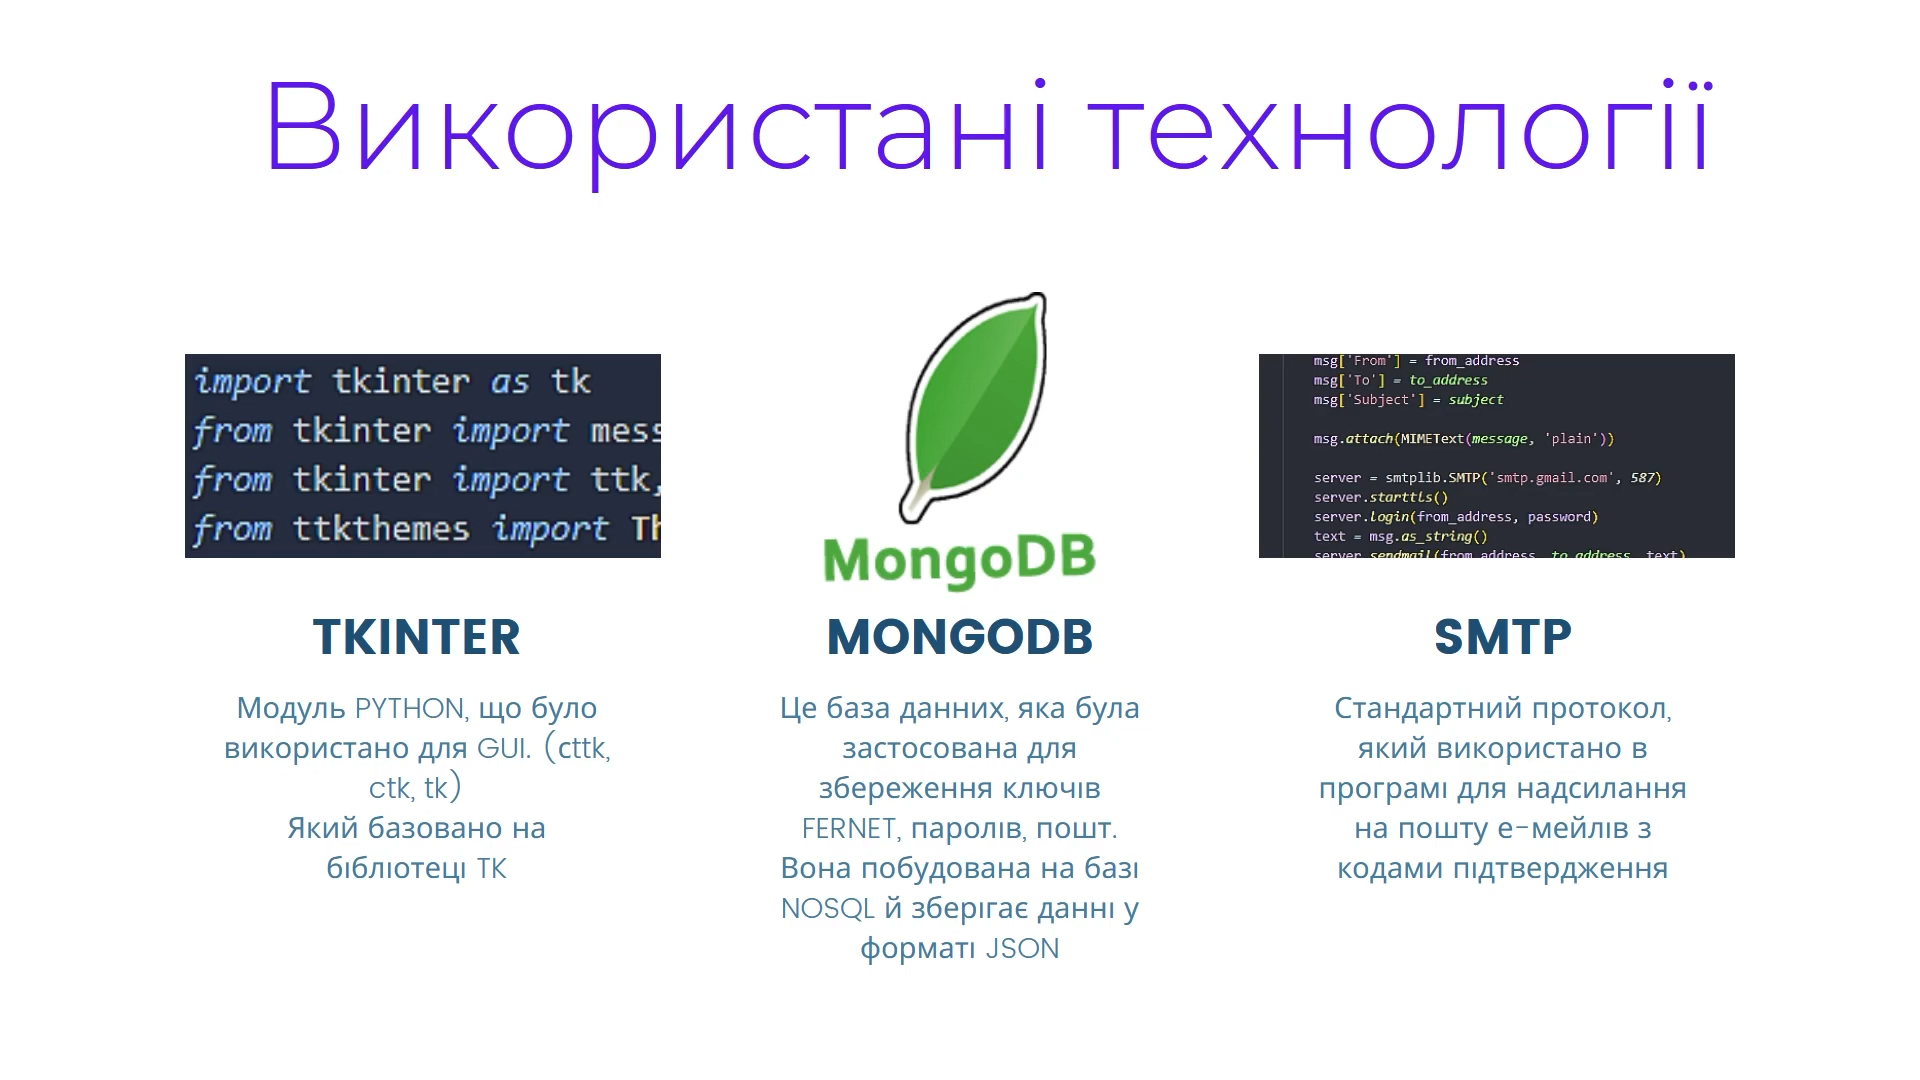 Використані технології
import tkinter as tk
from tkinter import mess
from tkinter import ttk,
from ttkthemes import Th
MongoDB
msg['From'] = from_address
msg['To'] = to_address
msg['Subject'] = subject
msg.attach(MIMEText(message, 'plain'))
server = smtplib.SMTP('smtp.gmail.com', 587)
server.starttls()
server.login(from_address, password)
text = msg.as_string()
server.sendmail(from_address, to_address, text)
TKINTER
Модуль PYTHON, що було
використано для GUI. (cttk,
ctk, tk)
Який базовано на
бібліотеці TK
MONGODB
Це база данних, яка була
застосована для
збереження ключів
FERNET, паролів, пошт.
Вона побудована на базі
NOSQL й зберігає данні у
форматі JSON
SMTP
Стандартний протокол,
який використано в
програмі для надсилання
на пошту е-мейлів з
кодами підтвердження